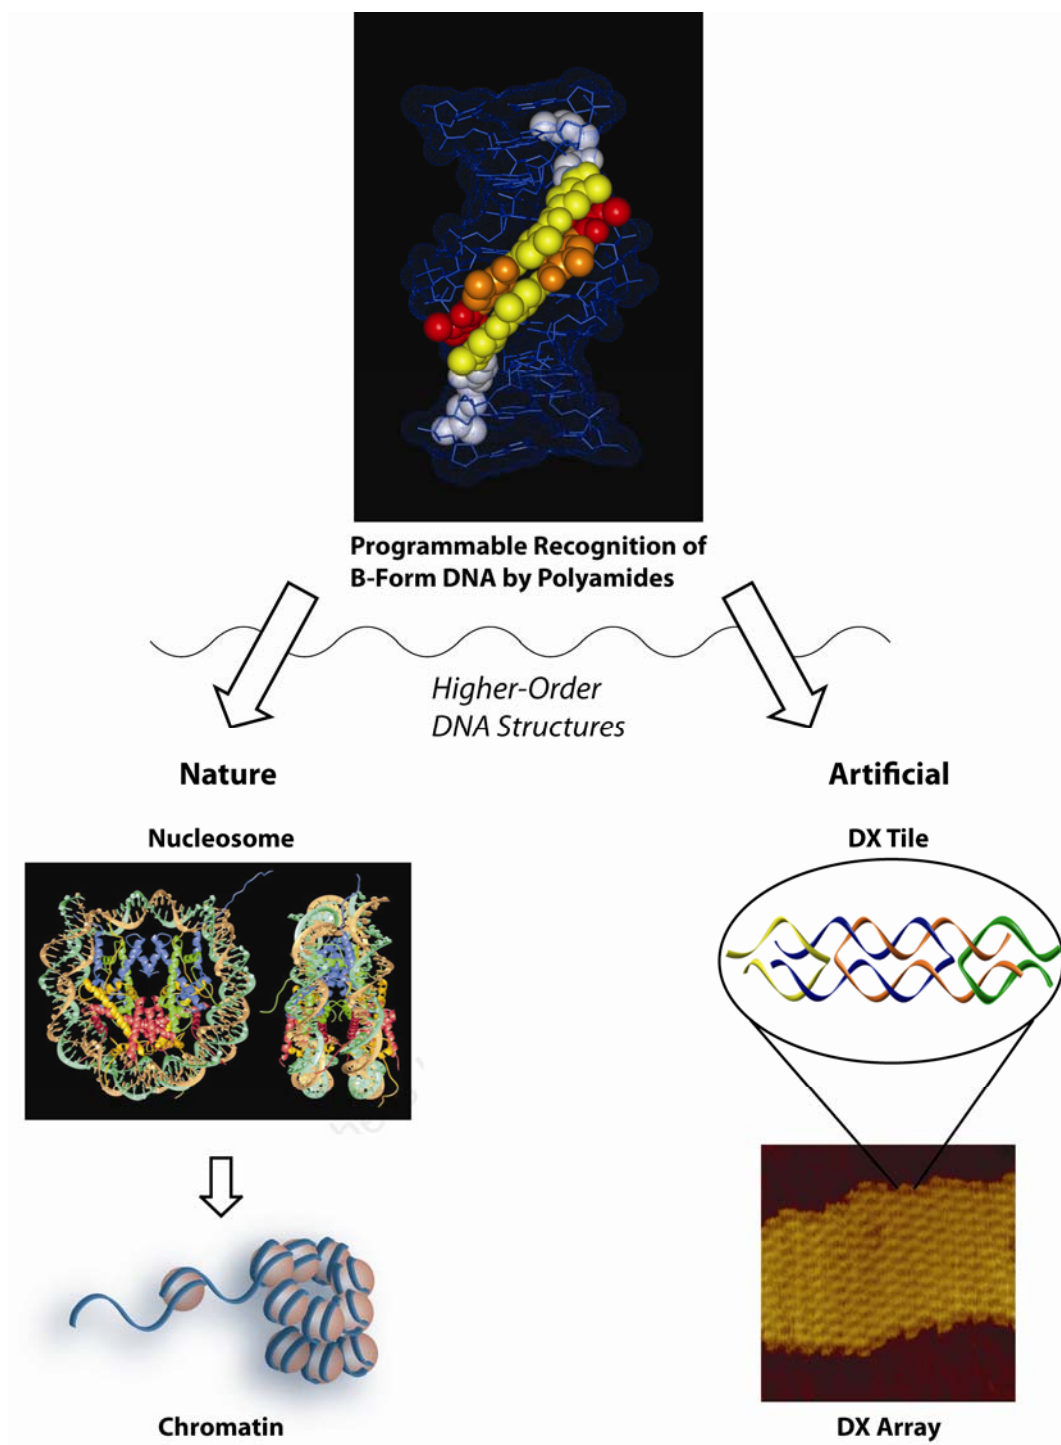 Programmable Recognition of
B-Form DNA by Polyamides
Higher-Order
DNA Structures
Nature
Artificial
Nucleosome
DX Tile
Chromatin
DX Array